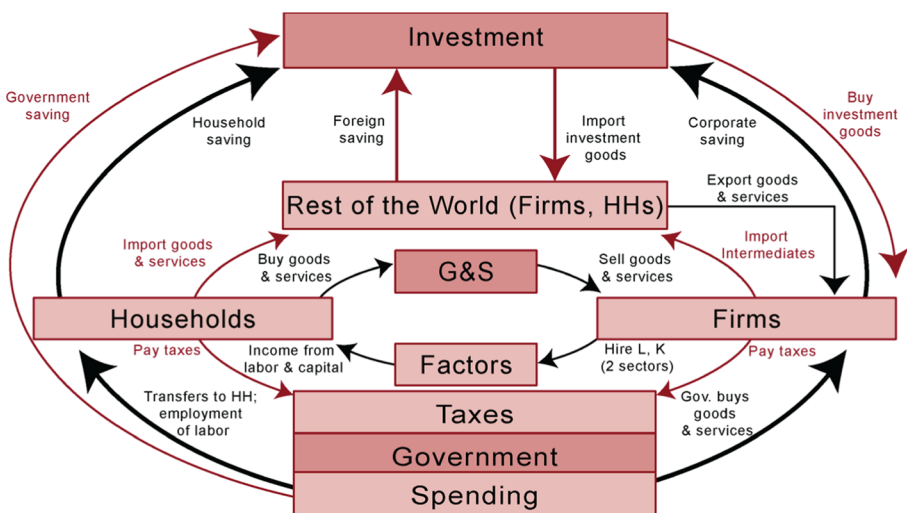 Investment
Government
saving
Household
saving
Foreign
saving
Import
investment
goods
Corporate
saving
Buy
investment
goods
Rest of the World (Firms, HHs)
Export goods
& services
Import goods
& services
Buy goods
& services
G&S
Sell goods
& services
Import
Intermediates
Households
Firms
Pay taxes
Income from
labor & capital
Factors
Hire L, K
(2 sectors)
Pay taxes
Transfers to HH;
employment
of labor
Taxes
Gov. buys
goods
& services
Government
Spending